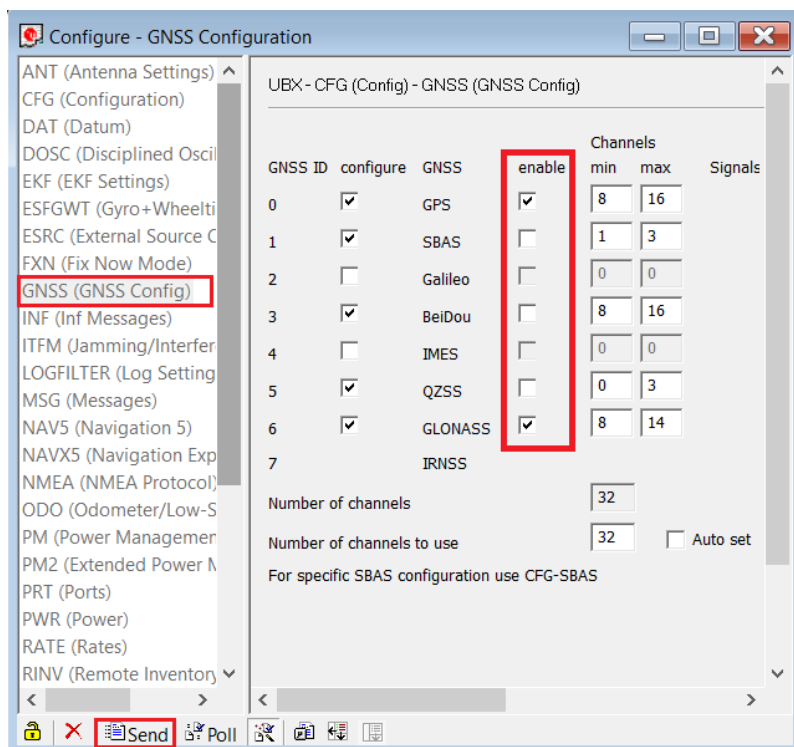 Configure - GNSS Configuration
ANT (Antenna Settings)
CFG (Configuration)
DAT (Datum)
DOSC (Disciplined Oscil
EKF (EKF Settings)
ESFGWT (Gyro+Wheelti
ESRC (External Source C
FXN (Fix Now Mode)
GNSS (GNSS Config)
INF (Inf Messages)
ITFM (Jamming/Interfer
LOGFILTER (Log Setting
MSG (Messages)
NAV5 (Navigation 5)
NAVX5 (Navigation Exp
NMEA (NMEA Protocol)
ODO (Odometer/Low-S
PM (Power Managemen
PM2 (Extended Power M
PRT (Ports)
PWR (Power)
RATE (Rates)
RINV (Remote Inventory
UBX - CFG (Config) - GNSS (GNSS Config)
Channels
GNSS ID configure GNSS enable min max Signals
0 GPS 8 16
1 SBAS 1 3
2 Galileo 0 0
3 BeiDou 8 16
4 IMES 0 0
5 QZSS 0 3
6 GLONASS 8 14
7 IRNSS
Number of channels 32
Number of channels to use 32 Auto set
For specific SBAS configuration use CFG-SBAS
Send Poll